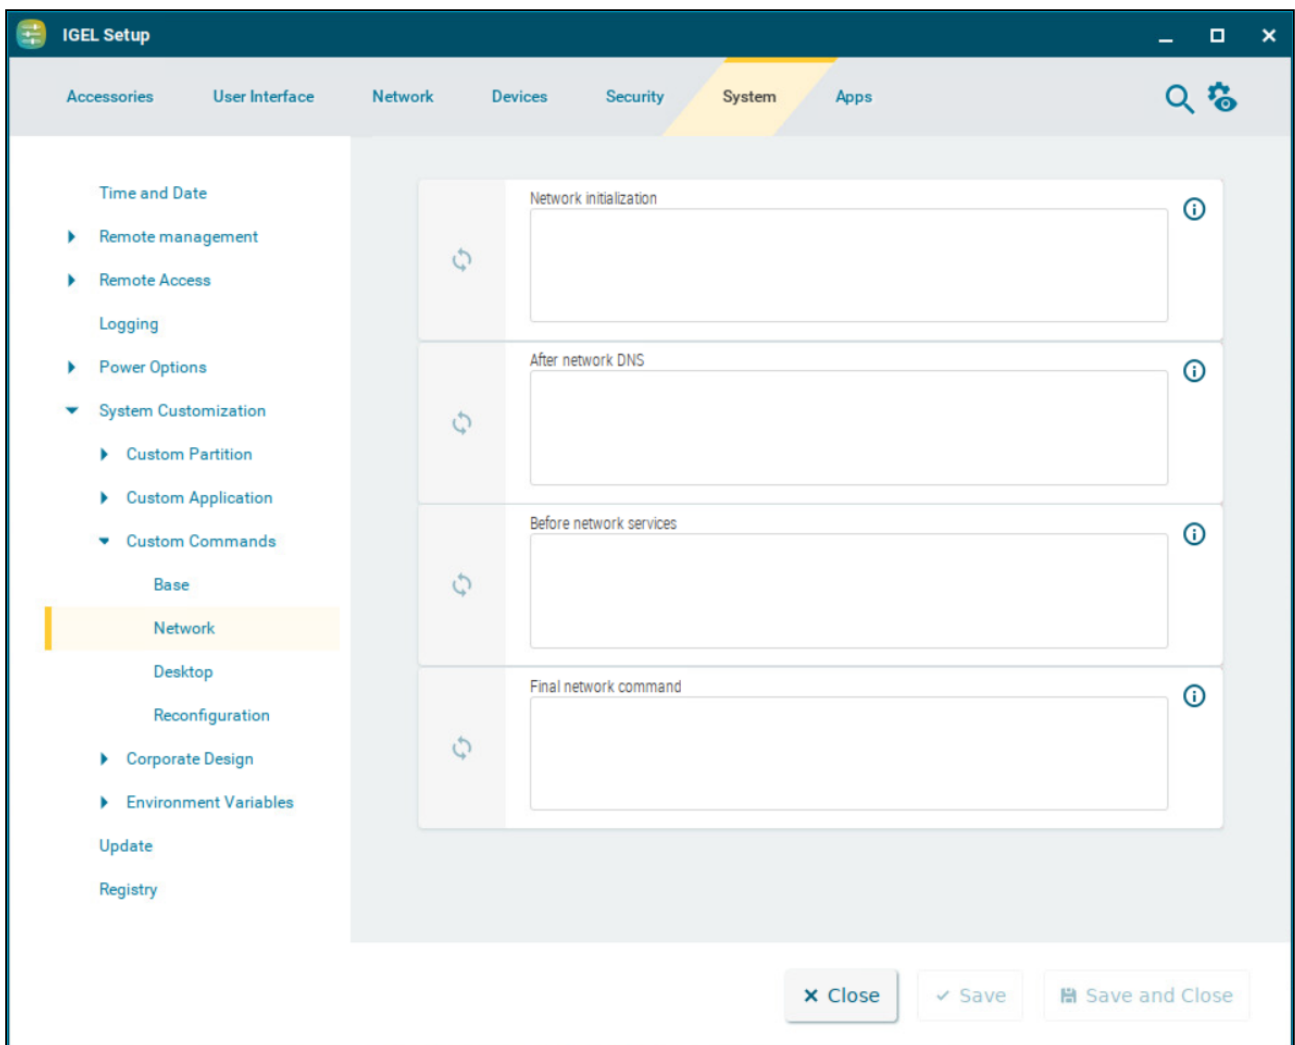 IGEL Setup
Accessories User Interface Network Devices Security System Apps
Time and Date
Remote management
Remote Access
Logging
Power Options
System Customization
Custom Partition
Custom Application
Custom Commands
Base
Network
Desktop
Reconfiguration
Corporate Design
Environment Variables
Update
Registry
Network initialization
After network DNS
Before network services
Final network command
Close Save Save and Close